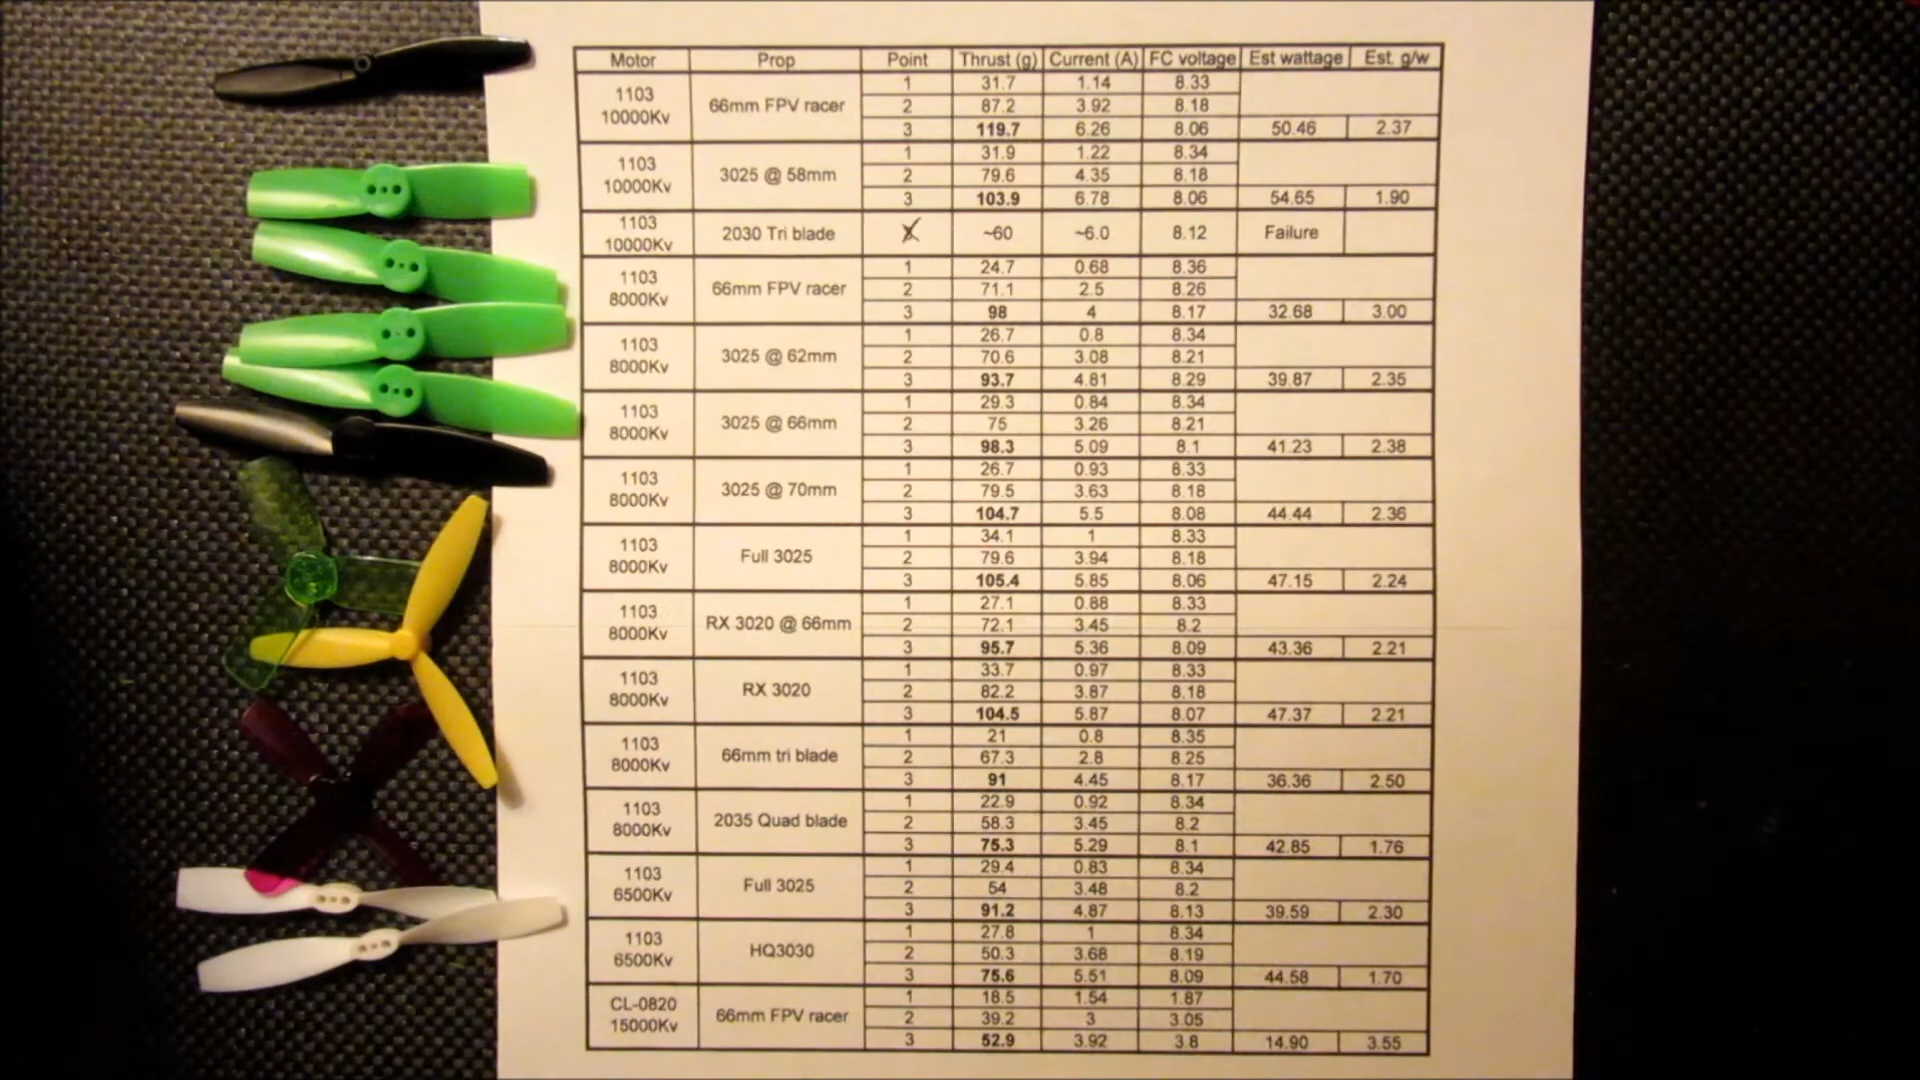 Motor Prop Point Thrust (g) Current (A) FC voltage Est wattage Est. g/w
1103 10000Kv 66mm FPV racer 1 31.7 1.14 8.33
2 87.2 3.92 8.18
3 119.7 6.26 8.06 50.46 2.37
1103 10000Kv 3025 @ 58mm 1 31.9 1.22 8.34
2 79.6 4.35 8.18
3 103.9 6.78 8.06 54.65 1.90
1103 10000Kv 2030 Tri blade ~60 ~6.0 8.12 Failure
1103 8000Kv 66mm FPV racer 1 24.7 0.68 8.36
2 71.1 2.5 8.26
3 98 4 8.17 32.68 3.00
1103 8000Kv 3025 @ 62mm 1 26.7 0.8 8.34
2 70.6 3.08 8.21
3 93.7 4.81 8.29 39.87 2.35
1103 8000Kv 3025 @ 66mm 1 29.3 0.84 8.34
2 75 3.26 8.21
3 98.3 5.09 8.1 41.23 2.38
1103 8000Kv 3025 @ 70mm 1 26.7 0.93 8.33
2 79.5 3.63 8.18
3 104.7 5.5 8.08 44.44 2.36
1103 8000Kv Full 3025 1 34.1 1 8.33
2 79.6 3.94 8.18
3 105.4 5.85 8.06 47.15 2.24
1103 8000Kv RX 3020 @ 66mm 1 27.1 0.88 8.33
2 72.1 3.45 8.2
3 95.7 5.36 8.09 43.36 2.21
1103 8000Kv RX 3020 1 33.7 0.97 8.33
2 82.2 3.87 8.18
3 104.5 5.87 8.07 47.37 2.21
1103 8000Kv 66mm tri blade 1 21 0.8 8.35
2 67.3 2.8 8.25
3 91 4.45 8.17 36.36 2.50
1103 8000Kv 2035 Quad blade 1 22.9 0.92 8.34
2 58.3 3.45 8.2
3 75.3 5.29 8.1 42.85 1.76
1103 6500Kv Full 3025 1 29.4 0.83 8.34
2 54 3.48 8.2
3 91.2 4.87 8.13 39.59 2.30
1103 6500Kv HQ3030 1 27.8 1 8.34
2 50.3 3.68 8.19
3 75.6 5.51 8.09 44.58 1.70
CL-0820 15000Kv 66mm FPV racer 1 18.5 1.54 1.87
2 39.2 3 3.05
3 52.9 3.92 3.8 14.90 3.55